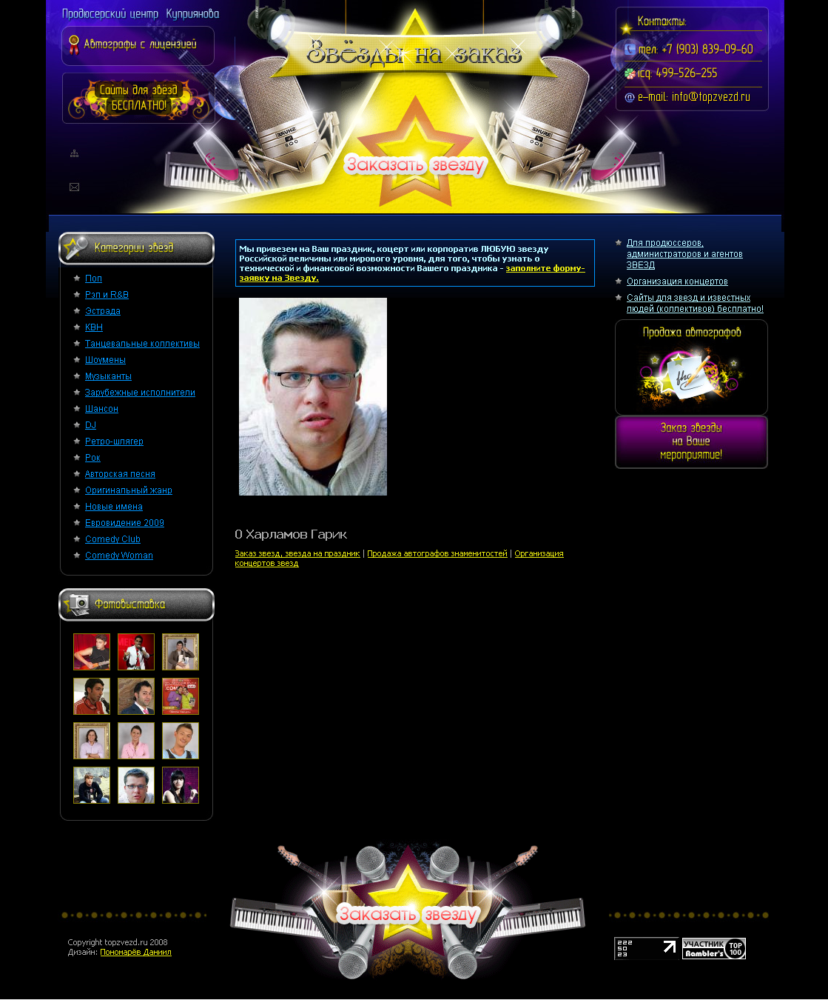 Продюсерский центр Куприянова
Автографы с лицензией
Сайты для звёзд
БЕСПЛАТНО!
Звёзды на заказ
SHURE
SHURE
Заказать звезду
Контакты:
тел: +7 (903) 839-09-60
icq: 499-526-255
e-mail: info@topzvezd.ru
Категории звёзд
Поп
Рэп и R&B
Эстрада
КВН
Танцевальные коллективы
Шоумены
Музыканты
Зарубежные исполнители
Шансон
DJ
Ретро-шлягер
Рок
Авторская песня
Оригинальный жанр
Новые имена
Евровидение 2009
Comedy Club
Comedy Woman
Фотовыставка
Мы привезем на Ваш праздник, коцерт или корпоратив ЛЮБУЮ звезду
Российской величины или мирового уровня, для того, чтобы узнать о
технической и финансовой возможности Вашего праздника - заполните форму-
заявку на Звезду.
0 Харламов Гарик
Заказ звезд, звезда на праздник | Продажа автографов знаменитостей | Организация
концертов звезд
Для продюссеров,
администраторов и агентов
ЗВЕЗД
Организация концертов
Сайты для звезд и известных
людей (коллективов) бесплатно!
Продажа автографов
Заказ звезды
на Ваше
мероприятие!
Заказать звезду
Copyright topzvezd.ru 2008
Дизайн: Пономарёв Даниил
222
50
23
УЧАСТНИК
Rambler's
TOP
100